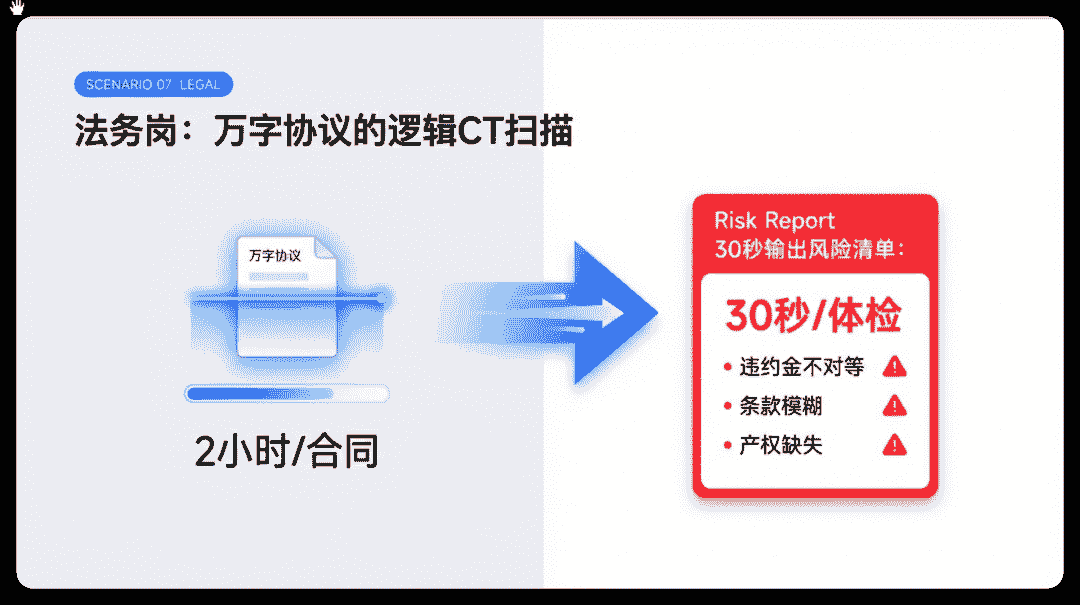 SCENARIO 07 LEGAL
法务岗：万字协议的逻辑CT扫描
万字协议
2小时/合同
Risk Report
30秒输出风险清单：
30秒/体检
• 违约金不对等
• 条款模糊
• 产权缺失